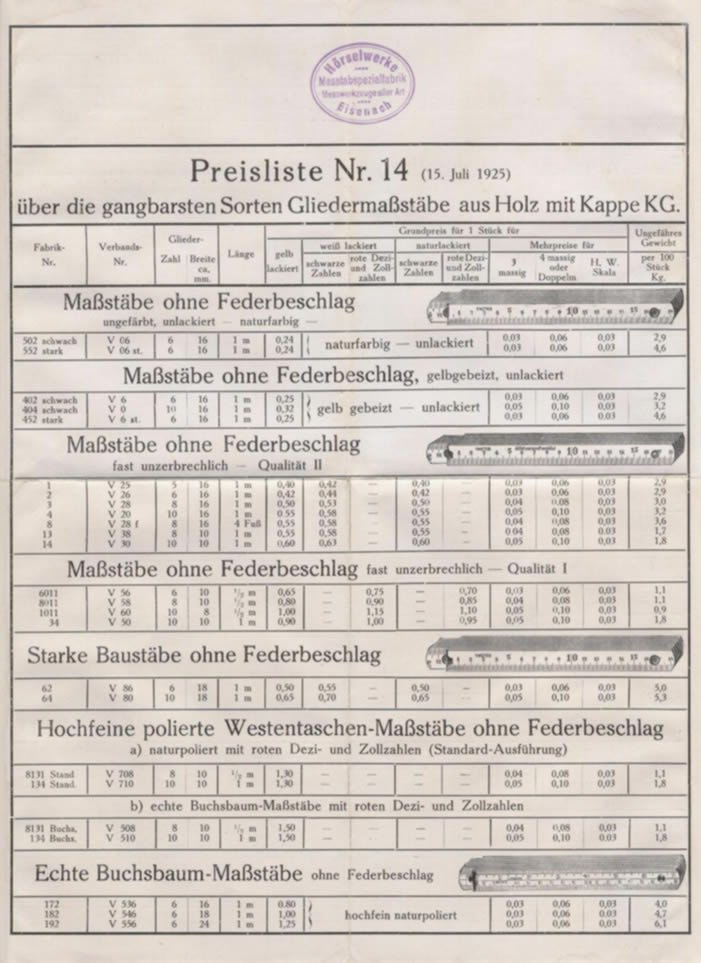 Hörselwerke
Messtabspezialfabrik
Messwerkzeuge aller Art
Eisenach
Preisliste Nr. 14 (15. Juli 1925)
über die gangbarsten Sorten Gliedermaßstäbe aus Holz mit Kappe KG.
Fabrik-Nr. Verbands-Nr. Glieder- Zahl Breite ca. mm. Länge Grundpreis für 1 Stück für gelb lackiert weiß lackiert schwarze Zahlen rote Dezi- und Zoll-zahlen naturlackiert schwarze Zahlen rote Dezi- und Zoll-zahlen Mehrpreise für 3 massig 4 massig oder Doppelm. H. W. Skala Ungefähres Gewicht per 100 Stück Kg.
Maßstäbe ohne Federbeschlag
ungefärbt, unlackiert — naturfarbig —
502 schwach V 06 6 16 1 m 0,24 naturfarbig — unlackiert 0,03 0,06 0,03 2,9
552 stark V 06 st. 6 16 1 m 0,24 0,03 0,06 0,03 4,6
Maßstäbe ohne Federbeschlag, gelbgebeizt, unlackiert
402 schwach V 6 6 16 1 m 0,25 0,03 0,06 0,03 2,9
404 schwach V 0 10 16 1 m 0,32 gelb gebeizt — unlackiert 0,05 0,10 0,03 3,2
452 stark V 6 st. 6 16 1 m 0,25 0,03 0,06 0,03 4,6
Maßstäbe ohne Federbeschlag
fast unzerbrechlich — Qualität II
1 V 25 5 16 1 m 0,40 0,42 — 0,40 — 0,03 0,06 0,03 2,9
2 V 26 6 16 1 m 0,42 0,44 — 0,42 — 0,03 0,06 0,03 2,9
3 V 28 8 16 1 m 0,50 0,53 — 0,50 — 0,04 0,08 0,03 3,0
4 V 20 10 16 1 m 0,55 0,58 — 0,55 — 0,05 0,10 0,03 3,2
8 V 28 f 8 16 4 Fuß 0,55 0,58 — 0,55 — 0,04 0,08 0,03 3,6
13 V 38 8 10 1 m 0,55 0,58 — 0,55 — 0,04 0,08 0,03 1,7
14 V 30 10 10 1 m 0,60 0,63 — 0,60 — 0,05 0,10 0,03 1,8
Maßstäbe ohne Federbeschlag fast unzerbrechlich — Qualität I
6011 V 56 6 10 1/2 m 0,65 — 0,75 — 0,70 0,03 0,06 0,03 1,1
8011 V 58 8 10 1/2 m 0,80 — 0,90 — 0,85 0,04 0,08 0,03 1,1
1011 V 60 10 8 1/2 m 1,00 — 1,15 — 1,10 0,05 0,10 0,03 0,9
34 V 50 10 10 1 m 0,90 — 1,00 — 0,95 0,05 0,10 0,03 1,8
Starke Baustäbe ohne Federbeschlag
62 V 86 6 18 1 m 0,50 0,55 — 0,50 — 0,03 0,06 0,03 5,0
64 V 80 10 18 1 m 0,65 0,70 — 0,65 — 0,05 0,10 0,03 5,3
Hochfeine polierte Westentaschen-Maßstäbe ohne Federbeschlag
a) naturpoliert mit roten Dezi- und Zollzahlen (Standard-Ausführung)
8131 Stand V 708 8 10 1/2 m 1,30 — — — — 0,04 0,08 0,03 1,1
134 Stand. V 710 10 10 1 m 1,30 — — — — 0,05 0,10 0,03 1,8
b) echte Buchsbaum-Maßstäbe mit roten Dezi- und Zollzahlen
8131 Buchs. V 508 8 10 1/2 m 1,50 — — — — 0,04 0,08 0,03 1,1
134 Buchs. V 510 10 10 1 m 1,50 — — — — 0,05 0,10 0,03 1,8
Echte Buchsbaum-Maßstäbe ohne Federbeschlag
172 V 536 6 16 1 m 0.80 0,03 0,06 0,03 4,0
182 V 546 6 18 1 m 1,00 hochfein naturpoliert 0,03 0,06 0,03 4,7
192 V 556 6 24 1 m 1,25 0,03 0,06 0,03 6,1